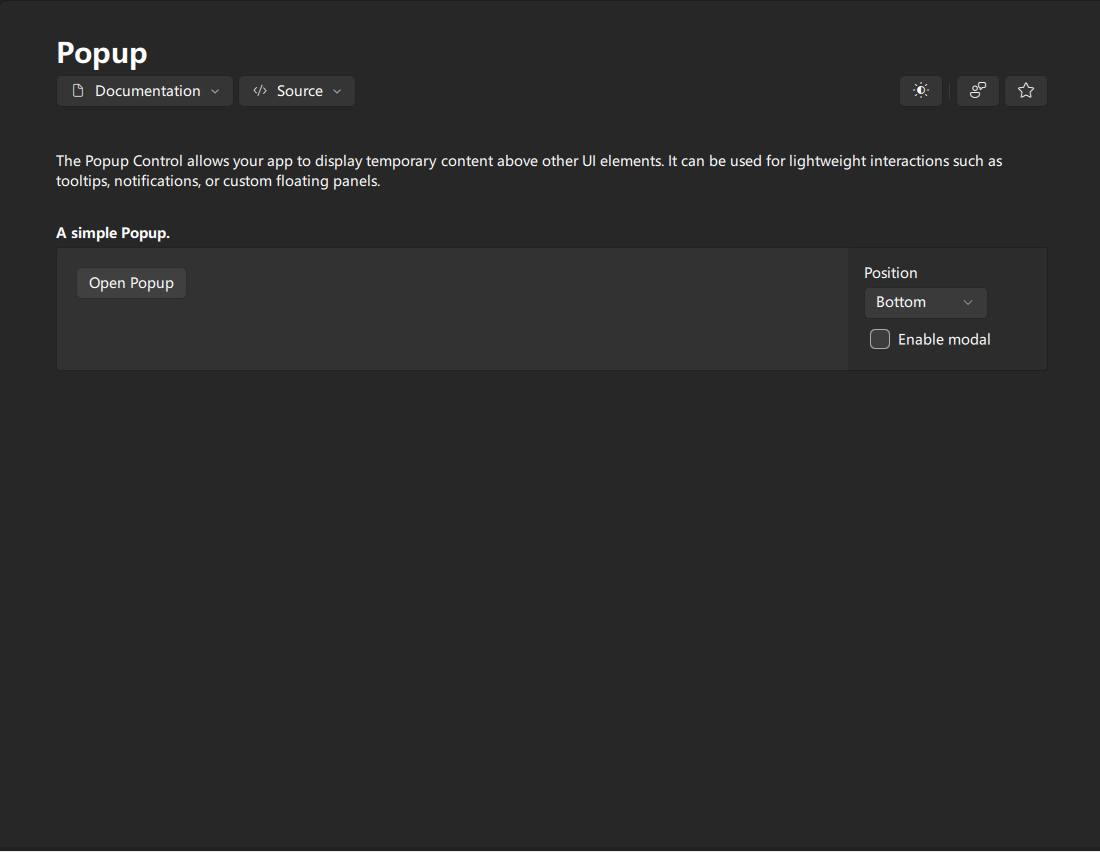 Popup
Documentation
Source
The Popup Control allows your app to display temporary content above other UI elements. It can be used for lightweight interactions such as
tooltips, notifications, or custom floating panels.
A simple Popup.
Open Popup
Position
Bottom
Enable modal